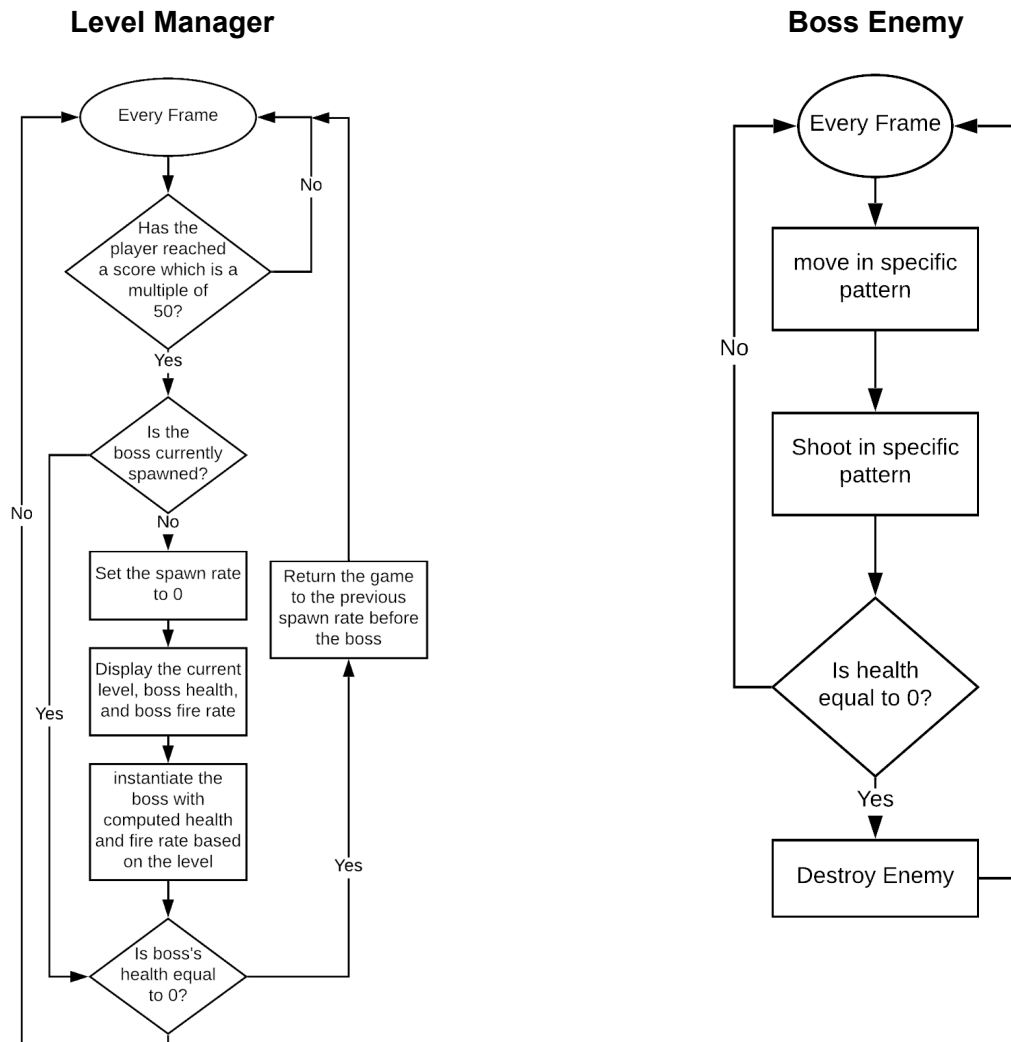 Level Manager
Every Frame
No
Has the
player reached
a score which is a
multiple of
50?
Yes
Is the
boss currently
spawned?
No
No
Set the spawn rate
to 0
Return the game
to the previous
spawn rate before
the boss
Display the current
level, boss health,
and boss fire rate
Yes
instantiate the
boss with
computed health
and fire rate based
on the level
Yes
Is boss's
health equal
to 0?
Boss Enemy
Every Frame
move in specific
pattern
No
Shoot in specific
pattern
Is health
equal to 0?
Yes
Destroy Enemy